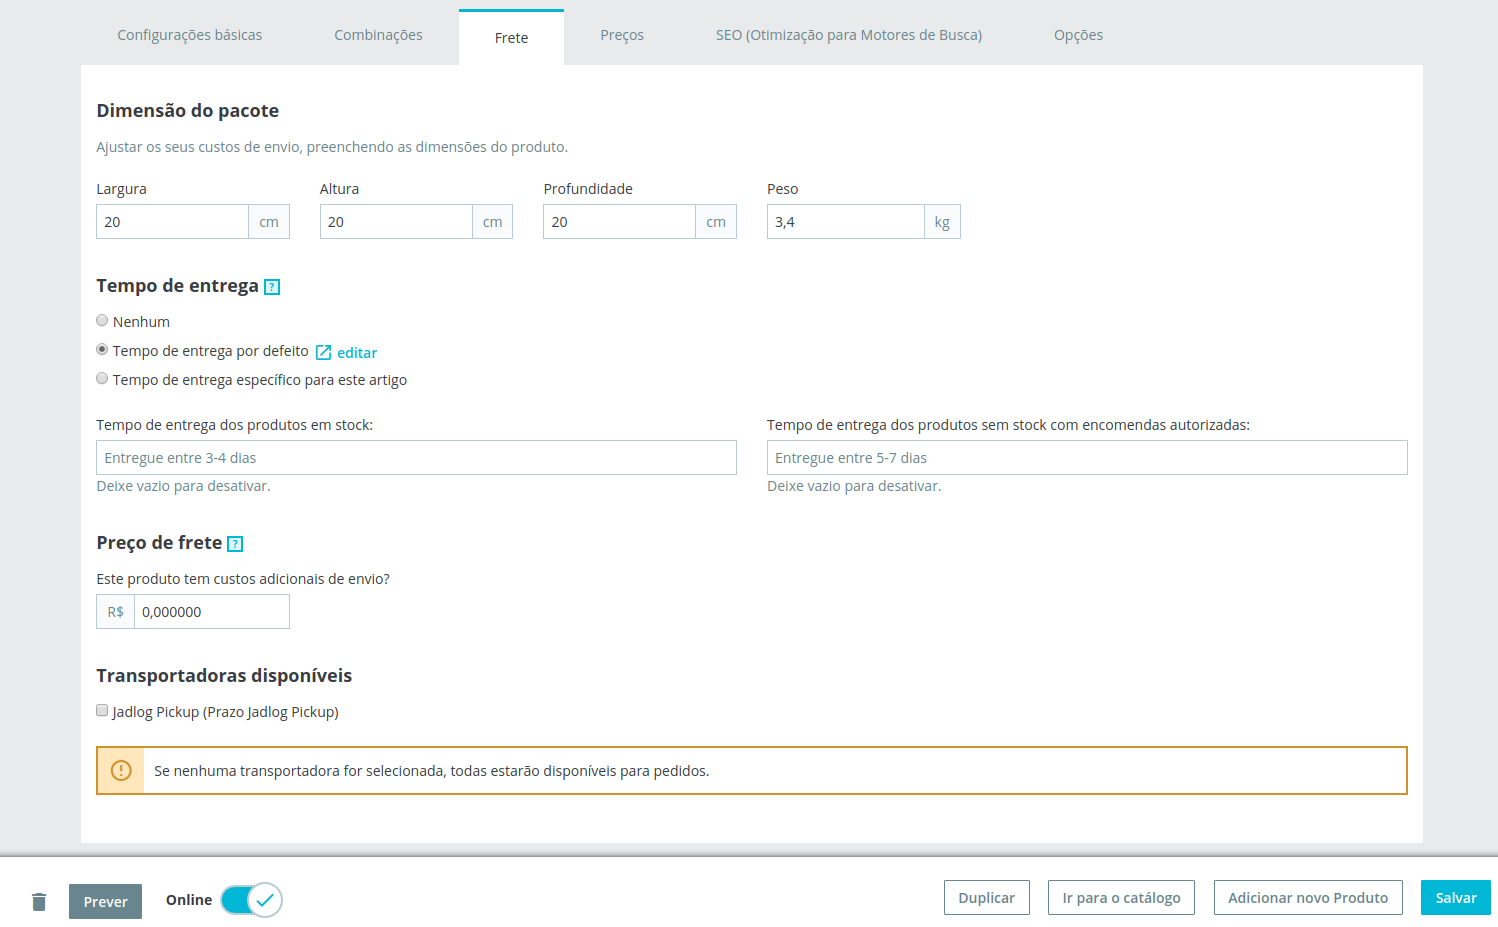 Configurações básicas Combinações Frete Preços SEO (Otimização para Motores de Busca) Opções
Dimensão do pacote
Ajustar os seus custos de envio, preenchendo as dimensões do produto.
Largura Altura Profundidade Peso
20 cm 20 cm 20 cm 3,4 kg
Tempo de entrega ?
Nenhum
Tempo de entrega por defeito editar
Tempo de entrega específico para este artigo
Tempo de entrega dos produtos em stock: Tempo de entrega dos produtos sem stock com encomendas autorizadas:
Entregue entre 3-4 dias Entregue entre 5-7 dias
Deixe vazio para desativar. Deixe vazio para desativar.
Preço de frete ?
Este produto tem custos adicionais de envio?
R$ 0,000000
Transportadoras disponíveis
Jadlog Pickup (Prazo Jadlog Pickup)
Se nenhuma transportadora for selecionada, todas estarão disponíveis para pedidos.
Prever Online Duplicar Ir para o catálogo Adicionar novo Produto Salvar